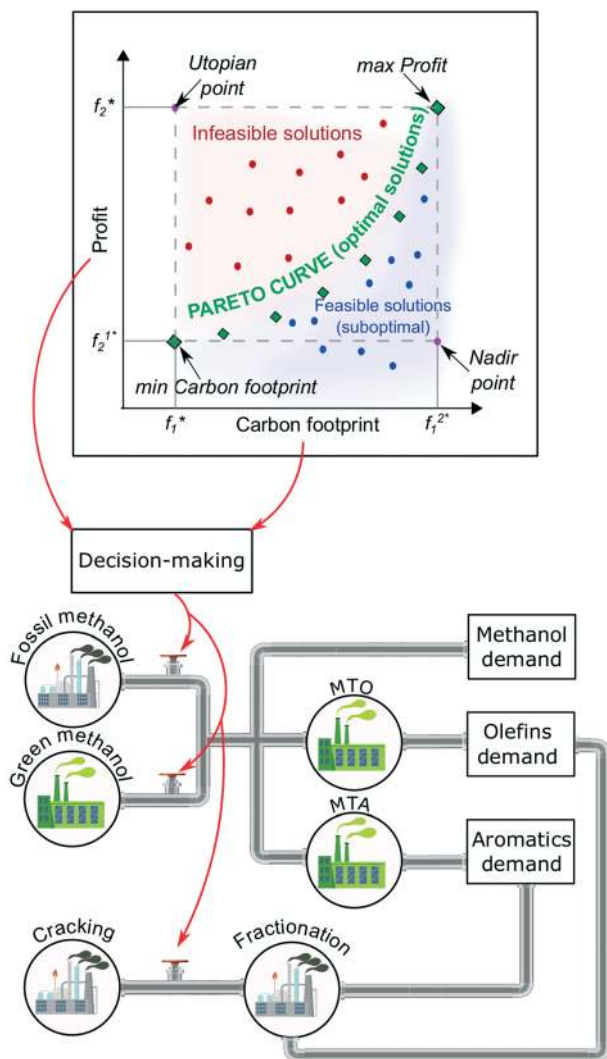 Utopian
point
max Profit
f2*
Infeasible solutions
PARETO CURVE (optimal solutions)
Profit
Feasible solutions
(suboptimal)
f2¹*
min Carbon footprint
Nadir
point
f1*
Carbon footprint
f1²*
Decision-making
Fossil methanol
Methanol
demand
MTO
Green methanol
Olefins
demand
MTA
Aromatics
demand
Cracking
Fractionation